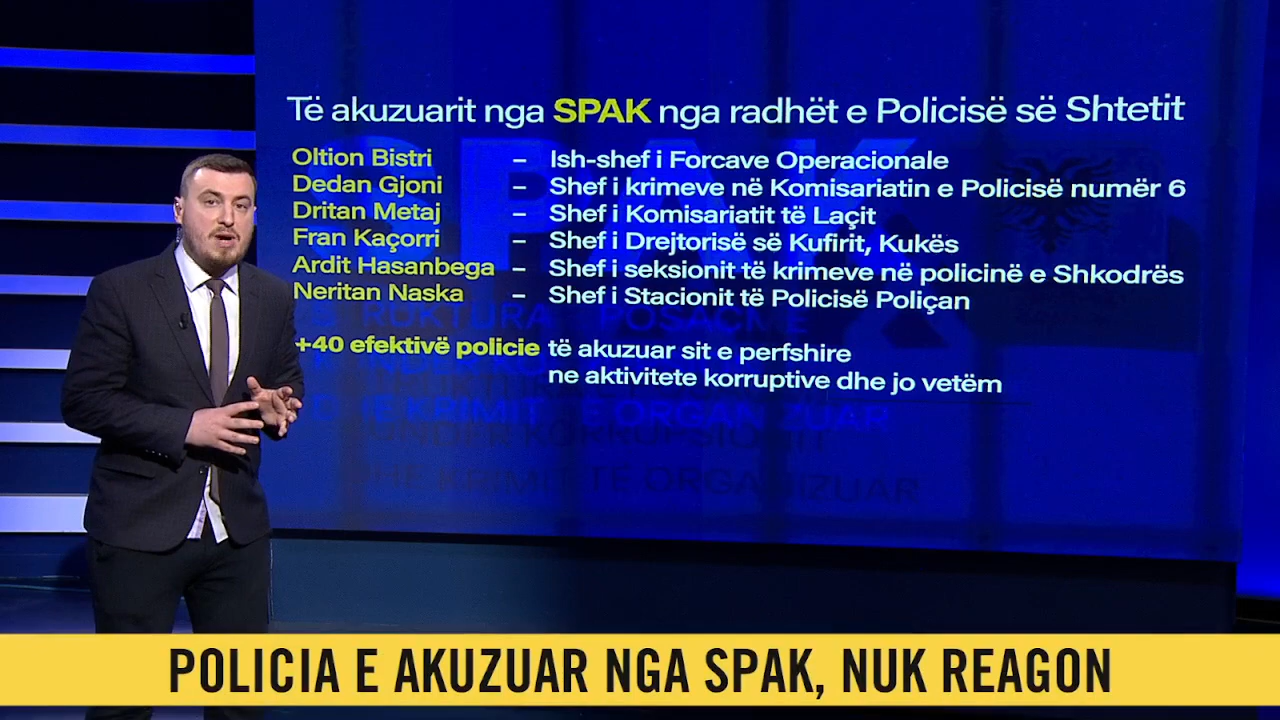 Të akuzuarit nga SPAK nga radhët e Policisë së Shtetit
Oltion Bistri – Ish-shef i Forcave Operacionale
Dedan Gjoni – Shef i krimeve në Komisariatin e Policisë numër 6
Dritan Metaj – Shef i Komisariatit të Laçit
Fran Kaçorri – Shef i Drejtorisë së Kufirit, Kukës
Ardit Hasanbega – Shef i seksionit të krimeve në policinë e Shkodrës
Neritan Naska – Shef i Stacionit të Policisë Poliçan
+40 efektivë policie të akuzuar sit e perfshire
ne aktivitete korruptive dhe jo vetëm
POLICIA E AKUZUAR NGA SPAK, NUK REAGON